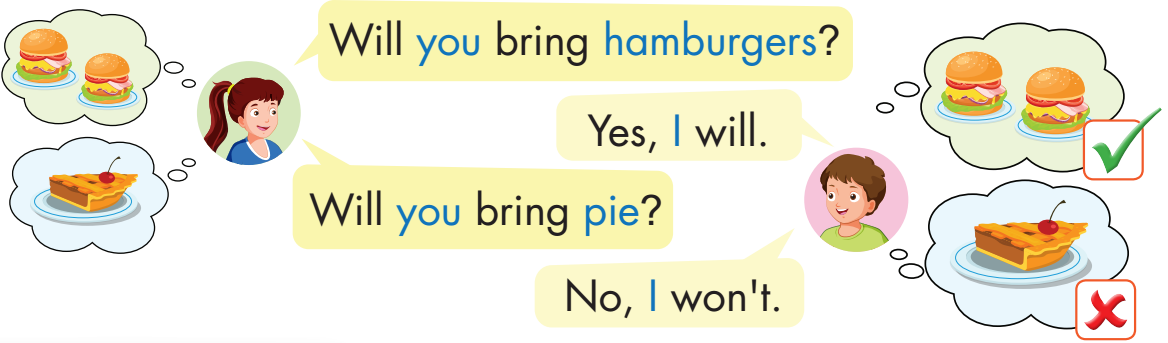 Will you bring hamburgers?
Yes, I will.
Will you bring pie?
No, I won't.